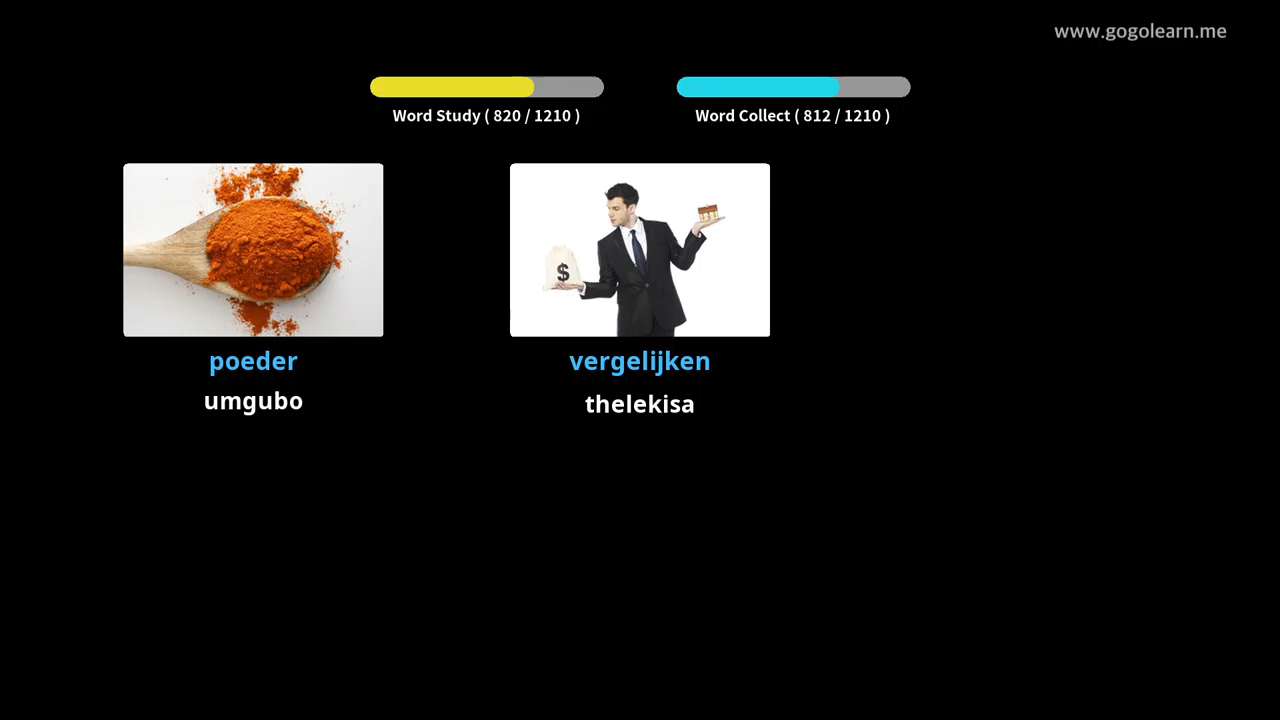 www.gogolearn.me
Word Study ( 820 / 1210 )
Word Collect ( 812 / 1210 )
$
poeder
vergelijken
umgubo
thelekisa